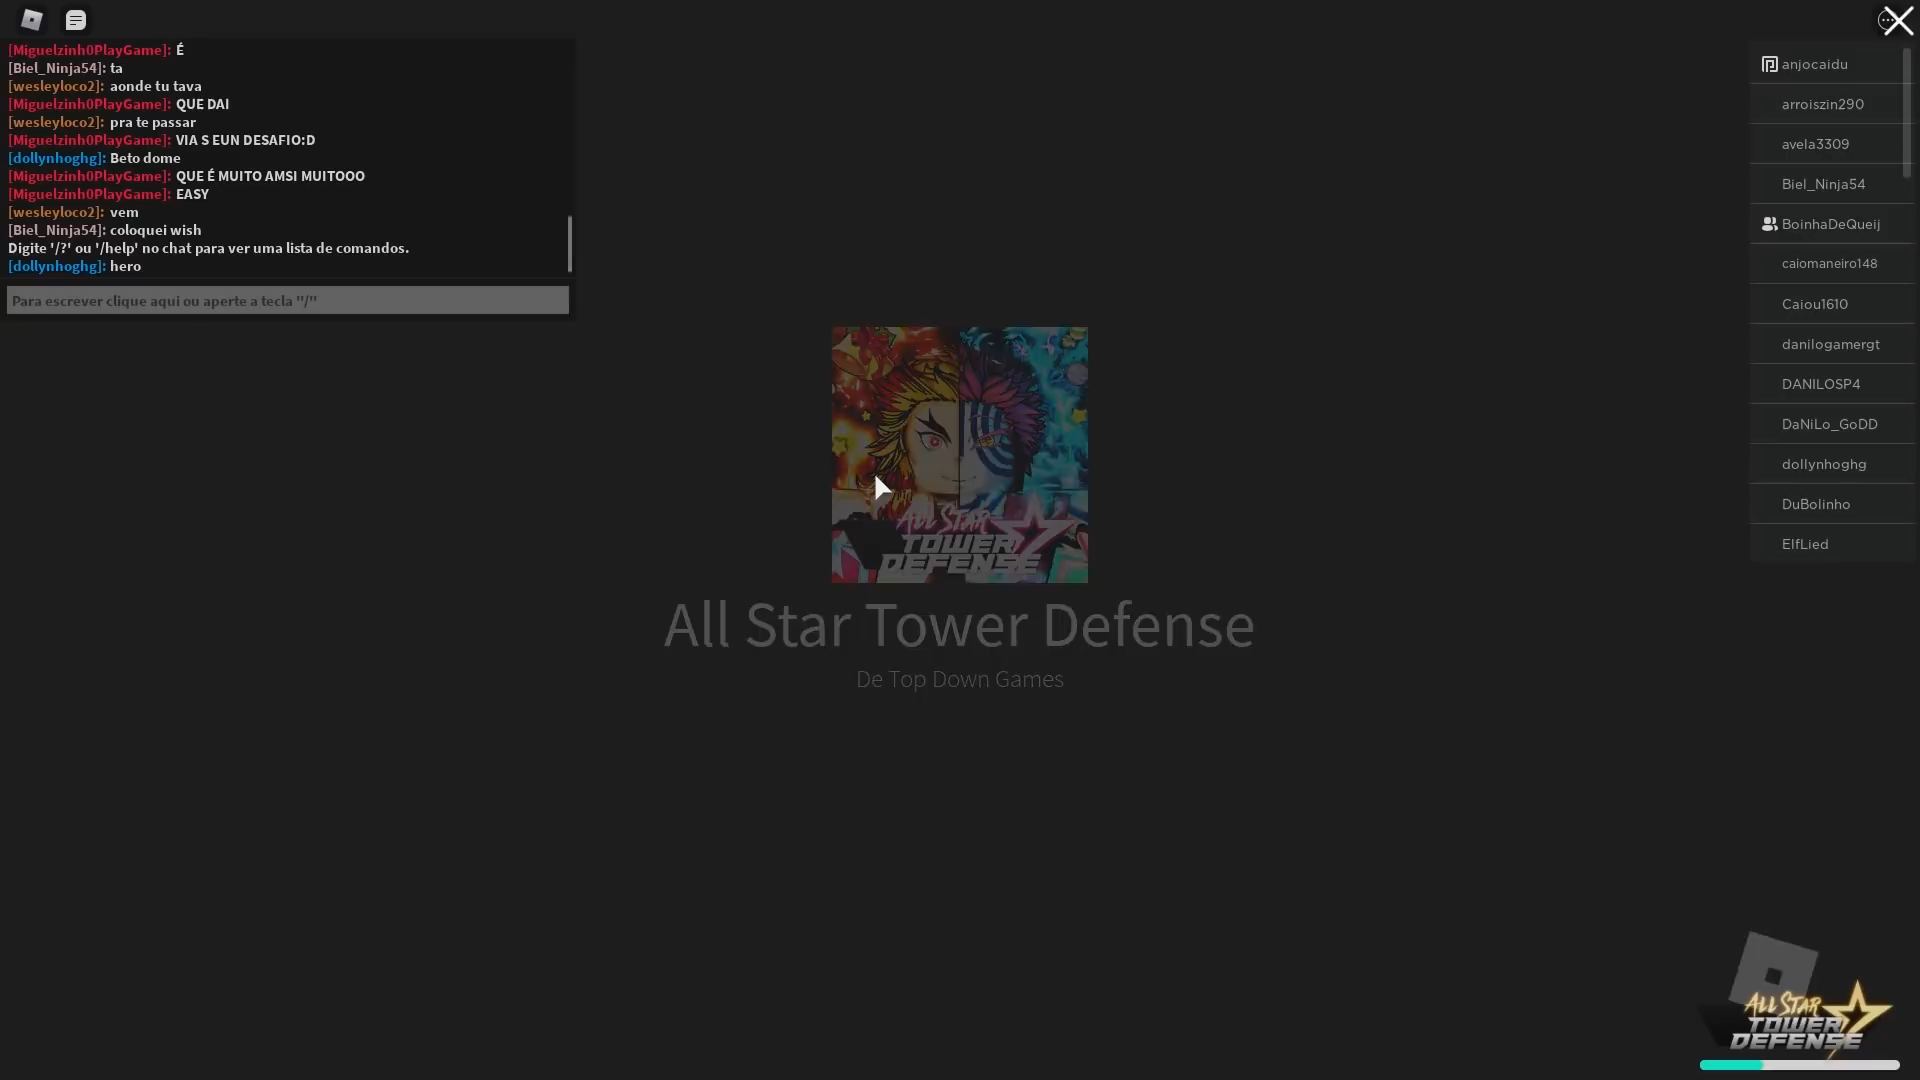 [Miguelzinh0PlayGame]: É
[Biel_Ninja54]: ta
[wesleyloco2]: aonde tu tava
[Miguelzinh0PlayGame]: QUE DAI
[wesleyloco2]: pra te passar
[Miguelzinh0PlayGame]: VIA S EUN DESAFIO:D
[dollynhoghg]: Beto dome
[Miguelzinh0PlayGame]: QUE É MUITO AMSI MUITOOO
[Miguelzinh0PlayGame]: EASY
[wesleyloco2]: vem
[Biel_Ninja54]: coloquei wish
Digite '/?' ou '/help' no chat para ver uma lista de comandos.
[dollynhoghg]: hero
Para escrever clique aqui ou aperte a tecla "/"
anjocaidu
arroiszin290
avela3309
Biel_Ninja54
BoinhaDeQueij
caiomaneiro148
Caiou1610
danilogamergt
DANILOSP4
DaNiLo_GoDD
dollynhoghg
DuBolinho
ElfLied
ALL STAR
TOWER
DEFENSE
All Star Tower Defense
De Top Down Games
ALL STAR
TOWER
DEFENSE